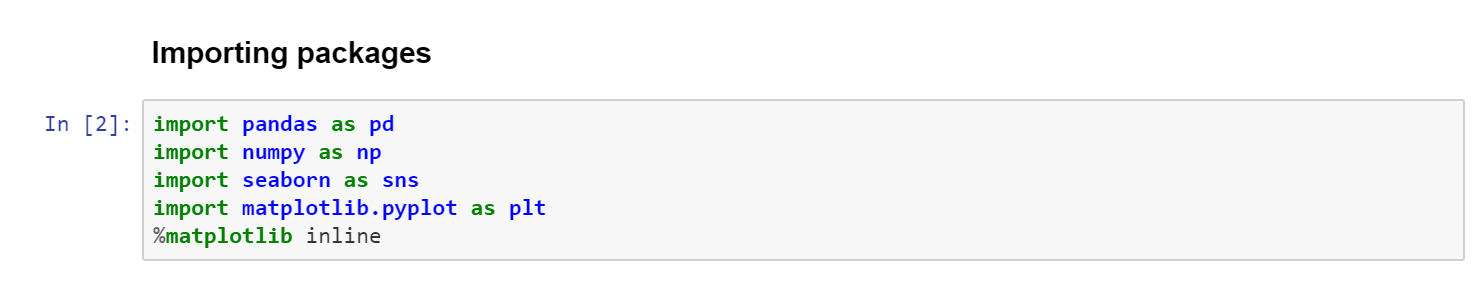 Importing packages
In [2]:
import pandas as pd
import numpy as np
import seaborn as sns
import matplotlib.pyplot as plt
%matplotlib inline